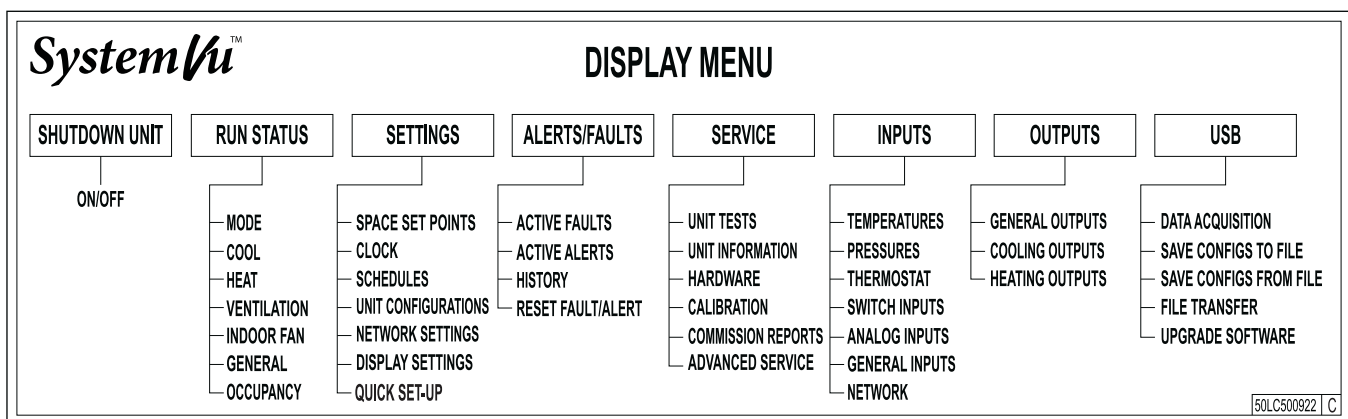 SystemVu™
DISPLAY MENU
SHUTDOWN UNIT
ON/OFF
RUN STATUS
MODE
COOL
HEAT
VENTILATION
INDOOR FAN
GENERAL
OCCUPANCY
SETTINGS
SPACE SET POINTS
CLOCK
SCHEDULES
UNIT CONFIGURATIONS
NETWORK SETTINGS
DISPLAY SETTINGS
QUICK SET-UP
ALERTS/FAULTS
ACTIVE FAULTS
ACTIVE ALERTS
HISTORY
RESET FAULT/ALERT
SERVICE
UNIT TESTS
UNIT INFORMATION
HARDWARE
CALIBRATION
COMMISSION REPORTS
ADVANCED SERVICE
INPUTS
TEMPERATURES
PRESSURES
THERMOSTAT
SWITCH INPUTS
ANALOG INPUTS
GENERAL INPUTS
NETWORK
OUTPUTS
GENERAL OUTPUTS
COOLING OUTPUTS
HEATING OUTPUTS
USB
DATA ACQUISITION
SAVE CONFIGS TO FILE
SAVE CONFIGS FROM FILE
FILE TRANSFER
UPGRADE SOFTWARE
50LC500922 C